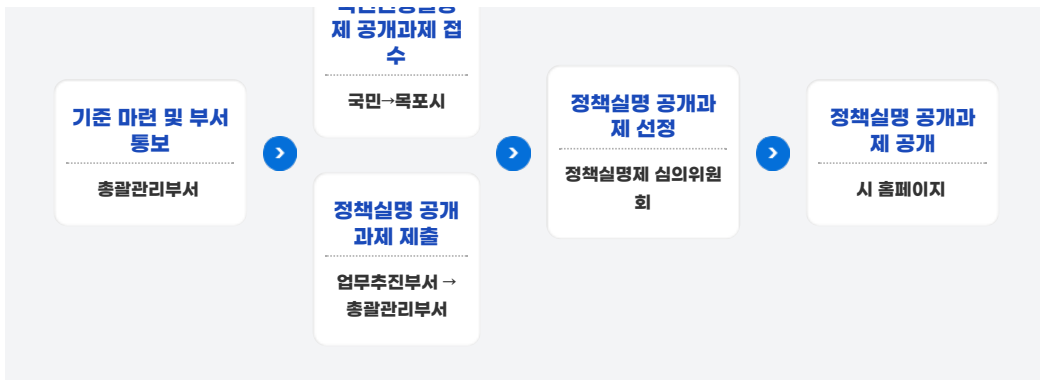 기준 마련 및 부서
통보
총괄관리부서
제 공개과제 접
수
국민→목포시
정책실명 공개
과제 제출
업무추진부서 →
총괄관리부서
정책실명 공개과
제 선정
정책실명제 심의위원
회
정책실명 공개과
제 공개
시 홈페이지